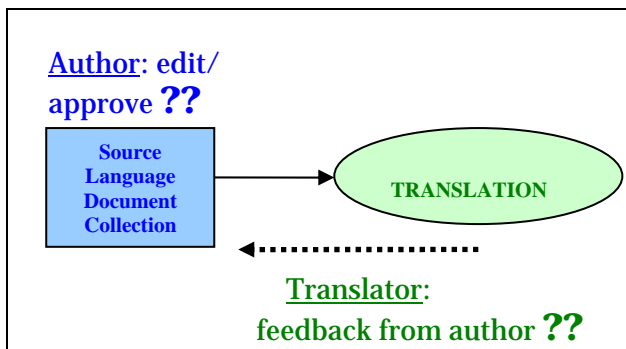 Author: edit/
approve ??
Source
Language
Document
Collection
TRANSLATION
Translator:
feedback from author ??